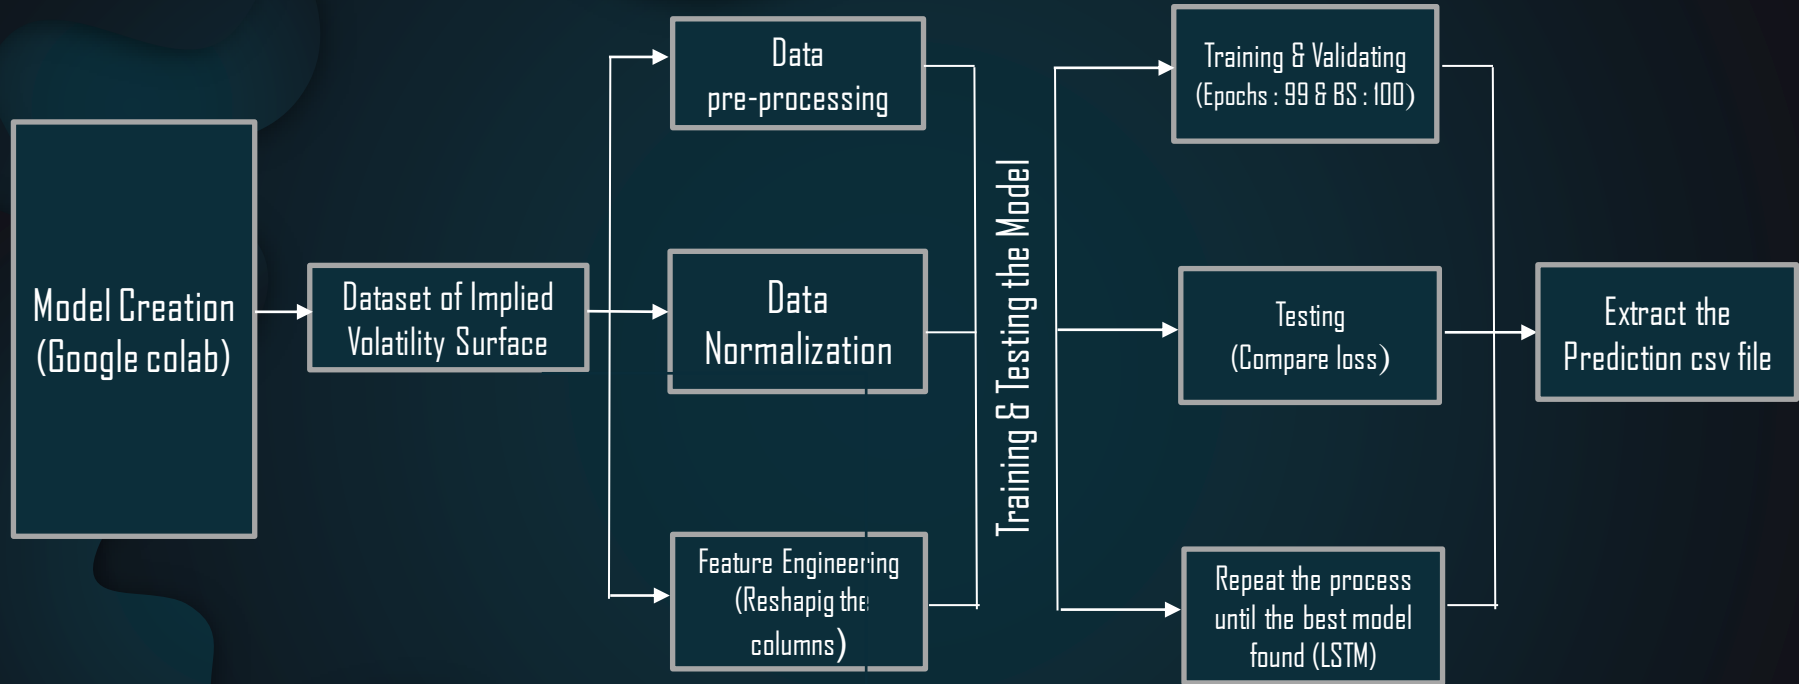 Model Creation
(Google colab)
Dataset of Implied
Volatility Surface
Data
pre-processing
Data
Normalization
Feature Engineering
(Reshapig the
columns)
Training & Testing the Model
Training & Validating
(Epochs : 99 & BS : 100)
Testing
(Compare loss)
Repeat the process
until the best model
found (LSTM)
Extract the
Prediction csv file